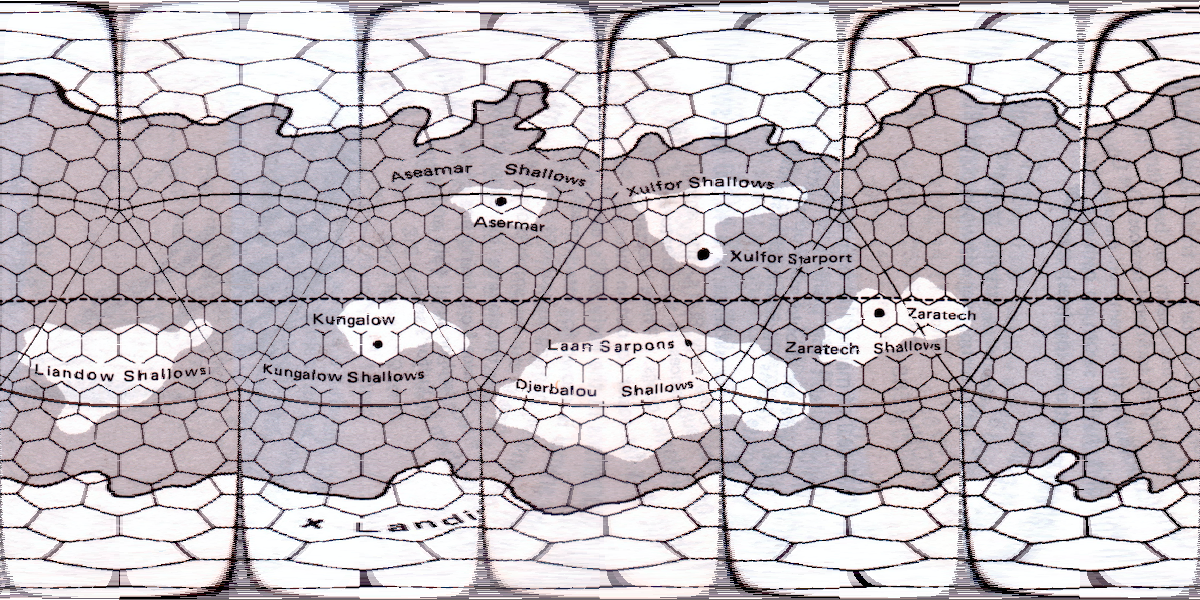 Aseamar Shallows
Asermar
Xulfor Shallows
Xulfor Starport
Kungalow
Kungalow Shallows
Liandow Shallows
Laan Sarpons
Djerbalou Shallows
Zaratech
Zaratech Shallows
x Landi